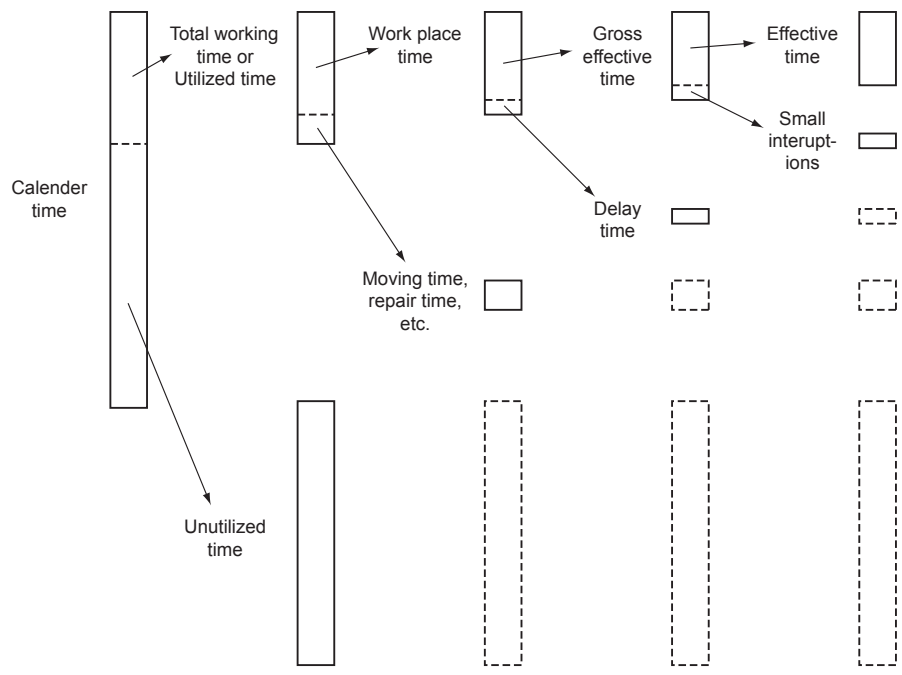 Total working
time or
Utilized time
Work place
time
Gross
effective
time
Effective
time
Small
interupt-
ions
Calender
time
Delay
time
Moving time,
repair time,
etc.
Unutilized
time